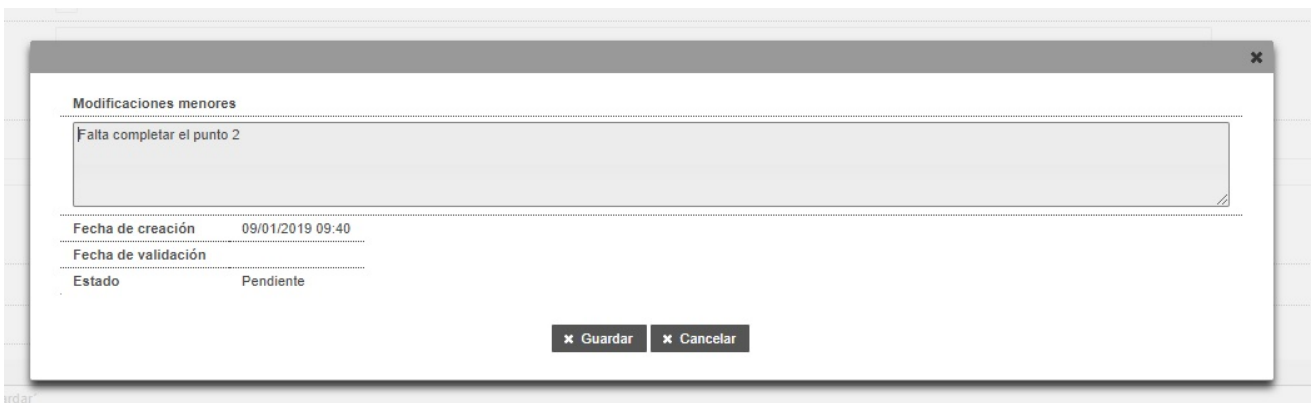 Modificaciones menores
Falta completar el punto 2
Fecha de creación 09/01/2019 09:40
Fecha de validación
Estado Pendiente
Guardar Cancelar